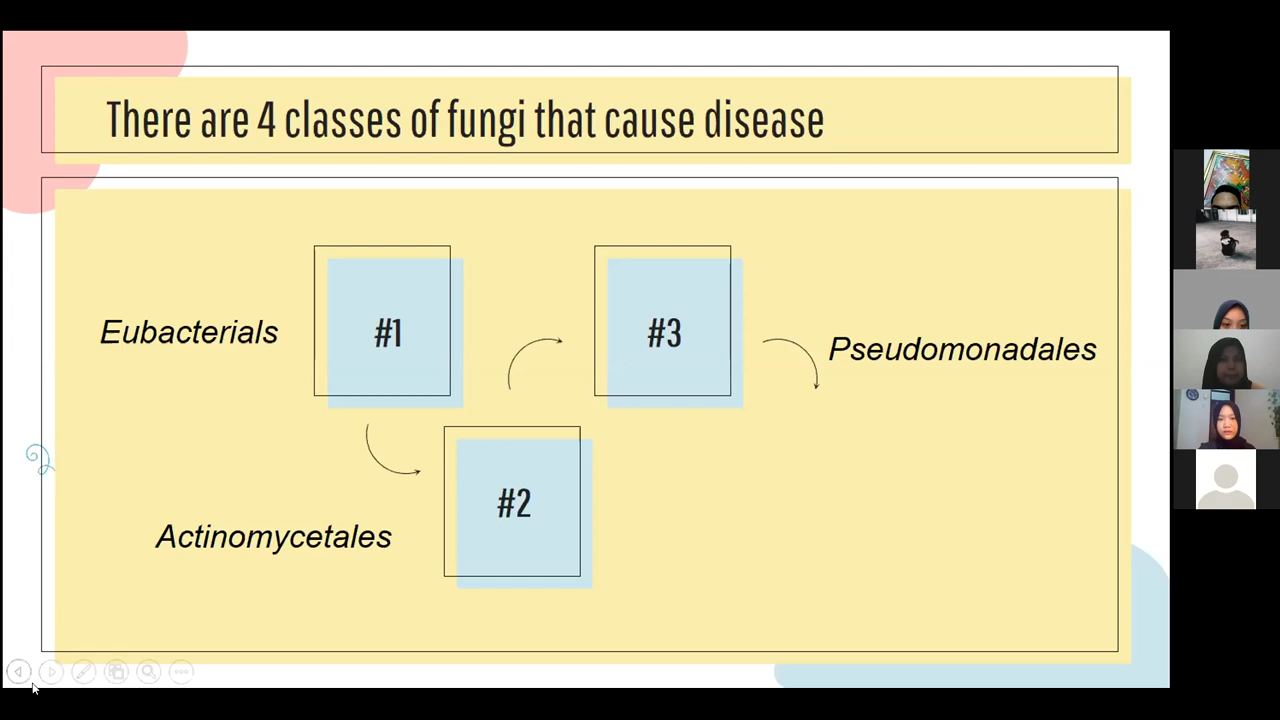 There are 4 classes of fungi that cause disease
Eubacterials
#1
#3
Pseudomonadales
#2
Actinomycetales